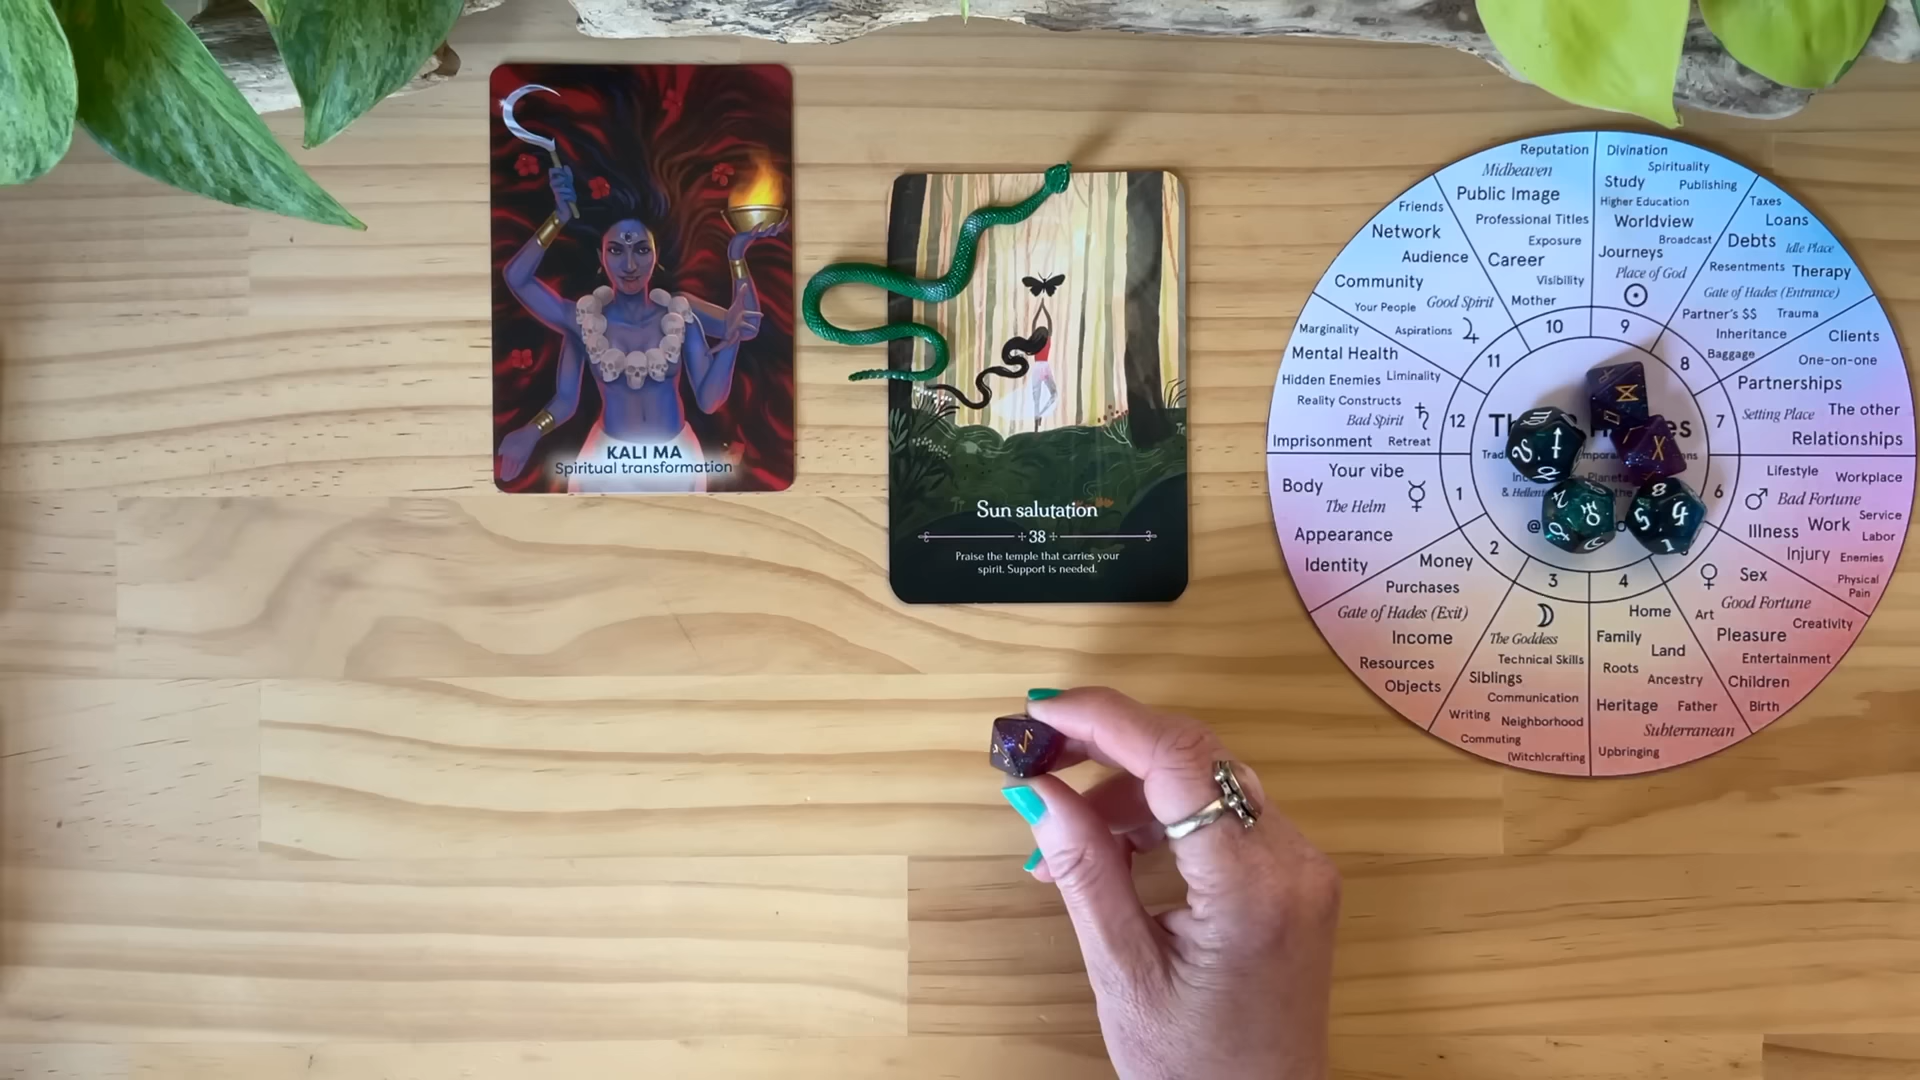 KALI MA
Spiritual transformation
Sun salutation
38
Praise the temple that carries your
spirit. Support is needed.
Reputation
Midheaven
Public Image
Professional Titles
Exposure
Career
Visibility
Mother
10
Divination
Spirituality
Study
Publishing
Higher Education
Worldview
Broadcast
Journeys
Place of God
9
Taxes
Loans
Debts
Idle Place
Resentments
Therapy
Gate of Hades (Entrance)
Partner's $$
Trauma
Inheritance
Baggage
8
Clients
One-on-one
Partnerships
Setting Place
The other
Relationships
7
Lifestyle
Workplace
Bad Fortune
Service
Illness
Work
Labor
Injury
Enemies
Physical
Pain
6
Sex
Good Fortune
Art
Creativity
Pleasure
Entertainment
Children
Birth
Home
Family
Land
Roots
Ancestry
Heritage
Father
Subterranean
Upbringing
4
The Goddess
Technical Skills
Siblings
Communication
Writing
Neighborhood
Commuting
(Witch)crafting
3
Money
Purchases
Gate of Hades (Exit)
Income
Resources
Objects
2
Your vibe
Body
The Helm
Appearance
Identity
1
Marginality
Mental Health
Hidden Enemies
Liminality
Reality Constructs
Bad Spirit
Imprisonment
Retreat
12
Friends
Network
Audience
Community
Your People
Good Spirit
Aspirations
11
8
5
4
1